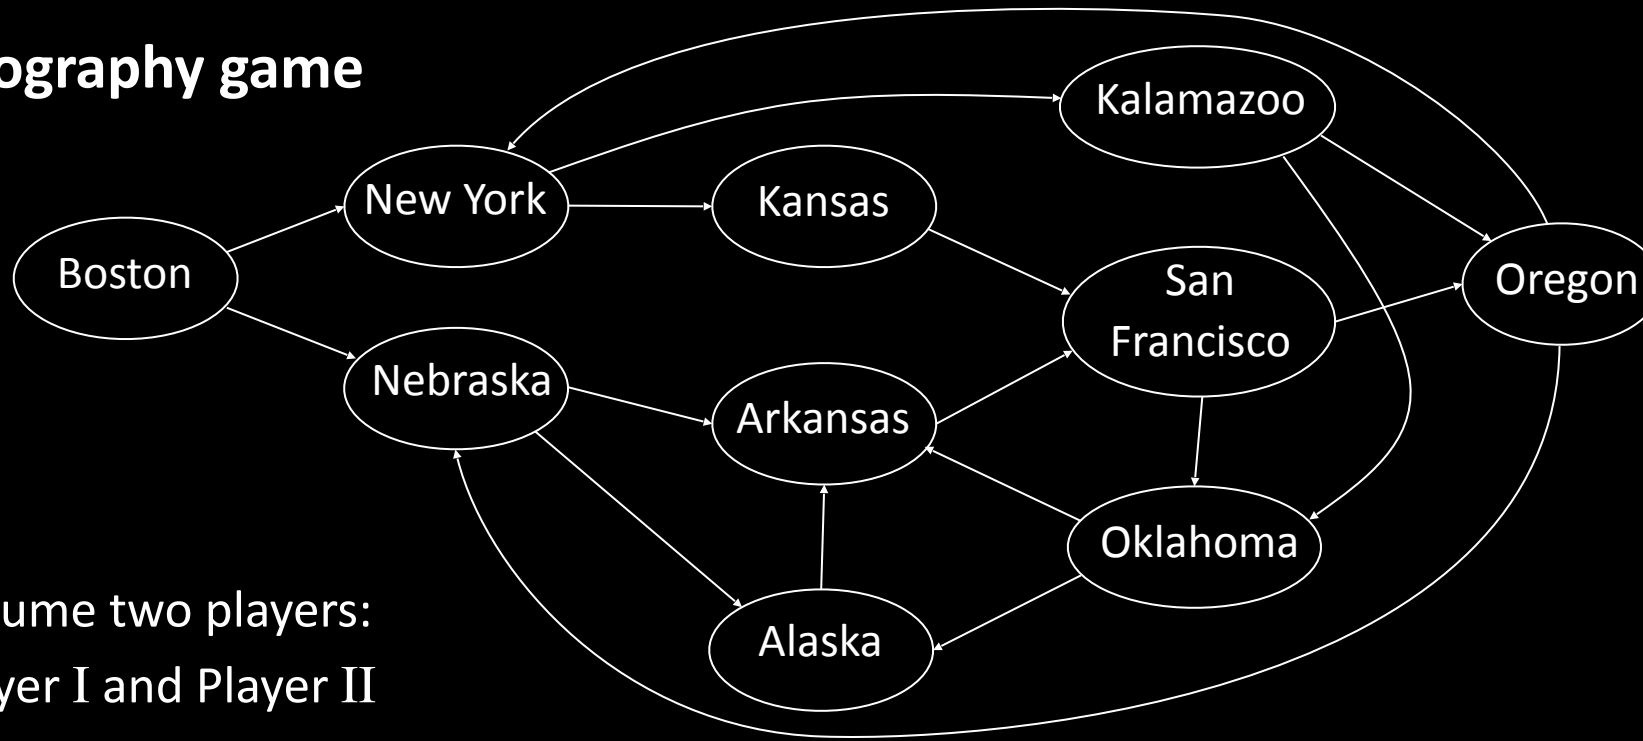 ography game
Kalamazoo
New York
Kansas
Boston
San
Francisco
Oregon
Nebraska
Arkansas
Oklahoma
Alaska
ume two players:
yer I and Player II